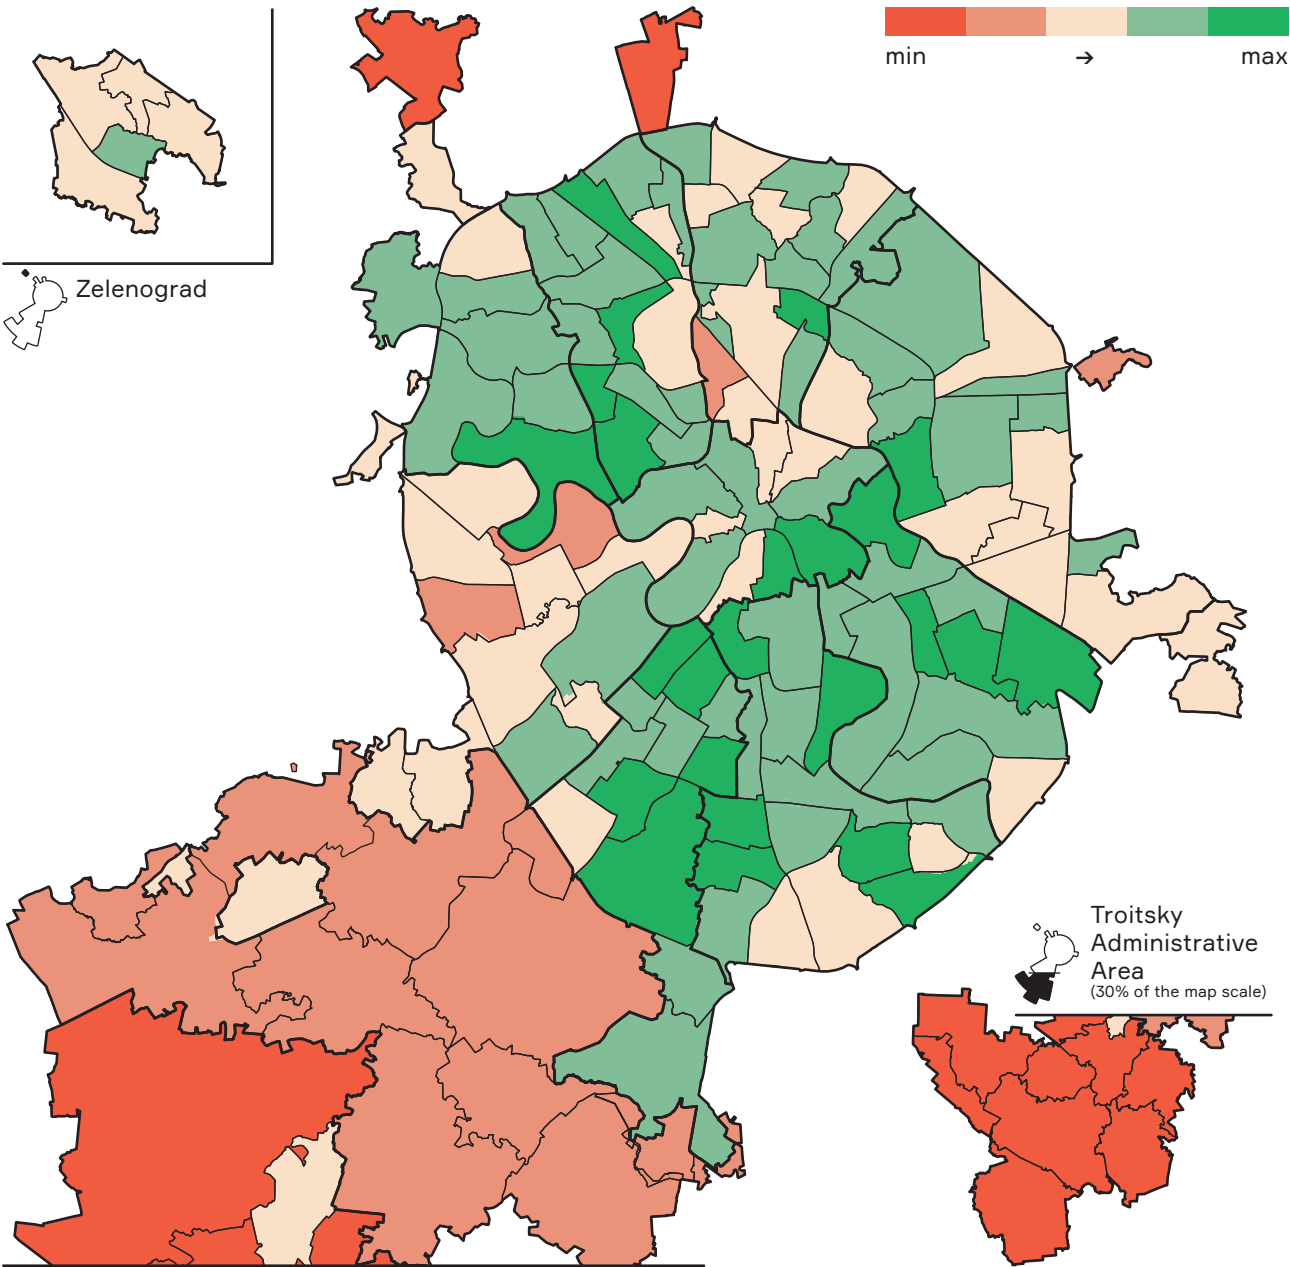 min → max
Zelenograd
Troitsky
Administrative
Area
(30% of the map scale)